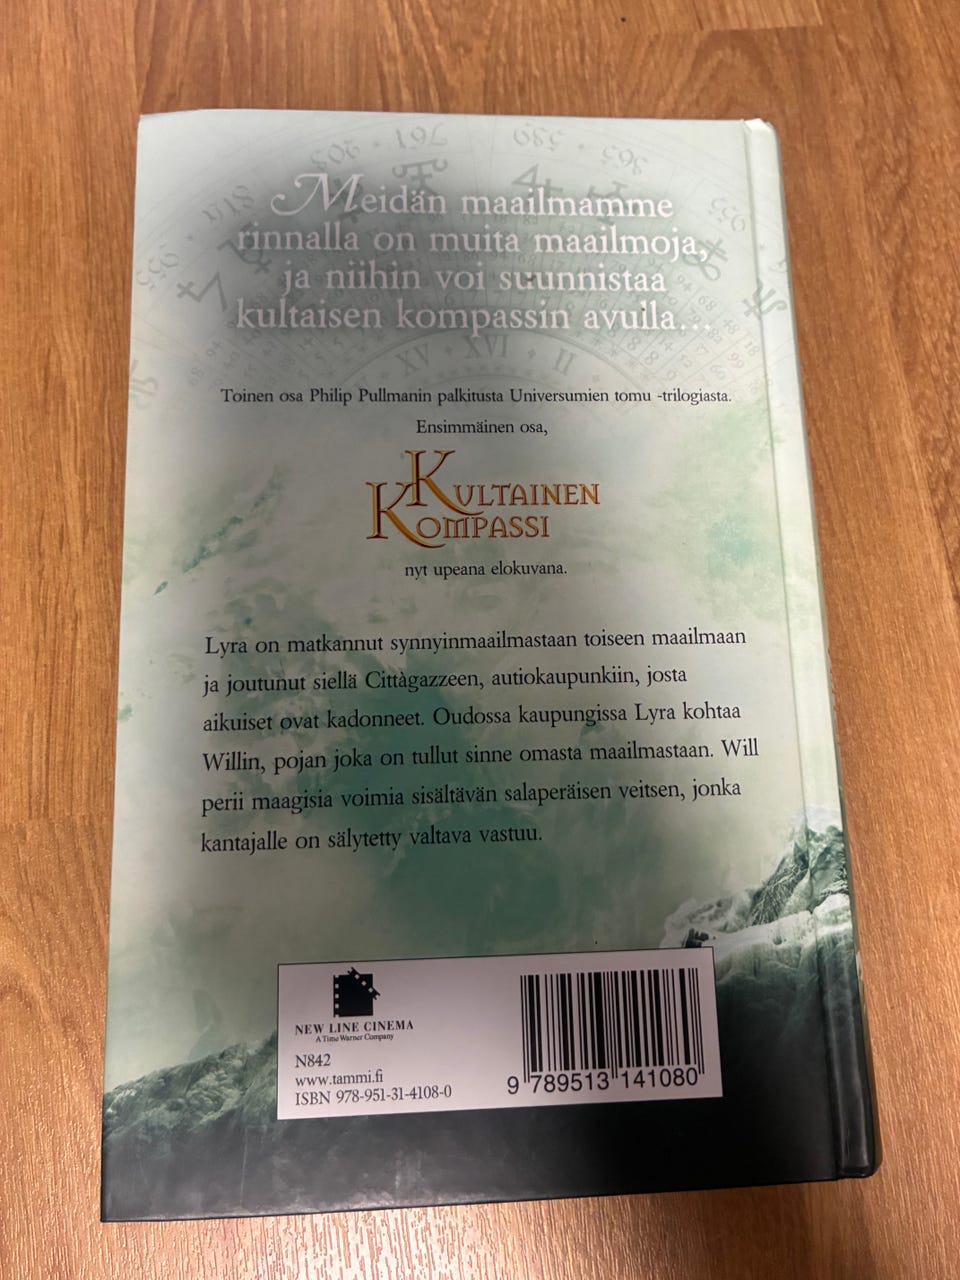 Meidän maailmamme
rinnalla on muita maailmoja,
ja niihin voi suunnistaa
kultaisen kompassin avulla...
Toinen osa Philip Pullmanin palkitusta Universumien tomu -trilogiasta.
Ensimmäinen osa,
KULTAINEN
KOMPASSI
nyt upeana elokuvana.
Lyra on matkannut synnyinmaailmastaan toiseen maailmaan
ja joutunut siellä Cittàgazzeen, autiokaupunkiin, josta
aikuiset ovat kadonneet. Oudossa kaupungissa Lyra kohtaa
Willin, pojan joka on tullut sinne omasta maailmastaan. Will
perii maagisia voimia sisältävän salaperäisen veitsen, jonka
kantajalle on sälytetty valtava vastuu.
NEW LINE CINEMA
A Time Warner Company
N842
www.tammi.fi
ISBN 978-951-31-4108-0
9 789513 141080